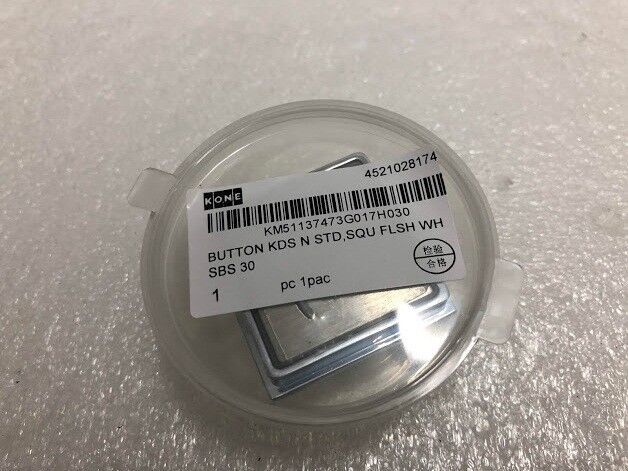 KONE
4521028174
KM51137473G017H030
BUTTON KDS N STD,SQU FLSH WH
SBS 30
检验
合格
1 pc 1pac